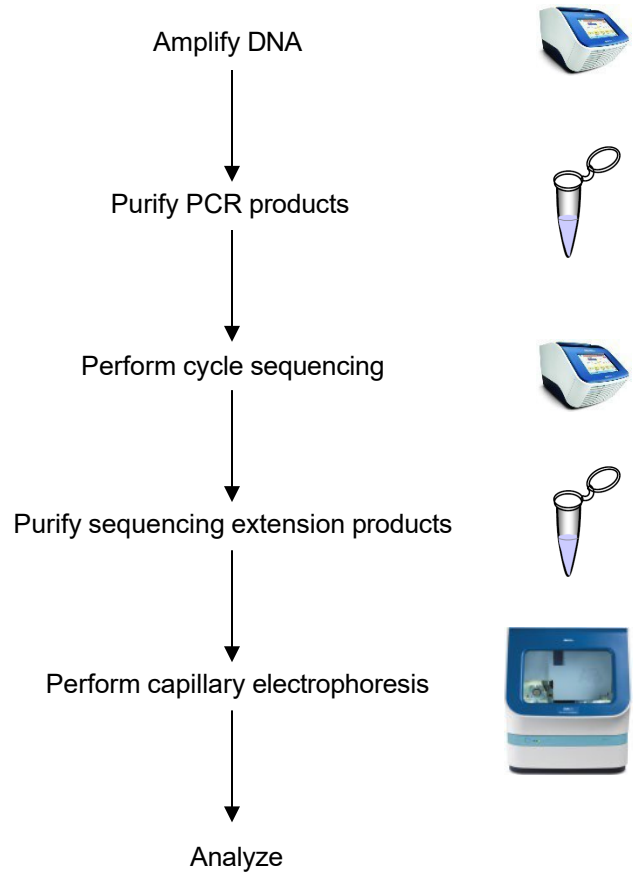 Amplify DNA
Purify PCR products
Perform cycle sequencing
Purify sequencing extension products
Perform capillary electrophoresis
Analyze